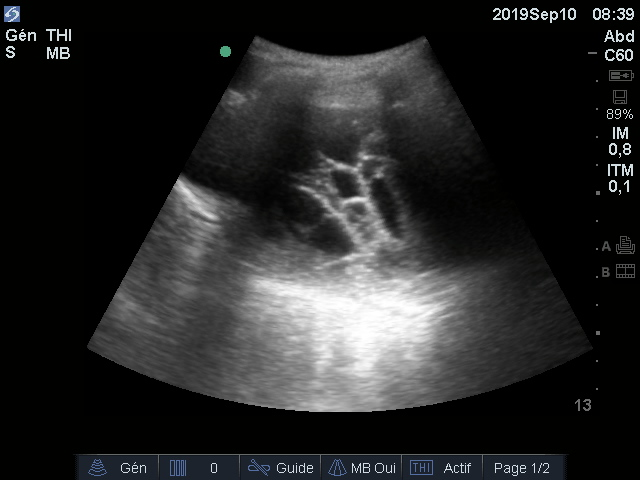 2019Sep10 08:39
Gén THI
S MB
Abd
C60
89%
IM
0,8
ITM
0,1
A
B
13
Gén 0 Guide MB Oui THI Actif Page 1/2